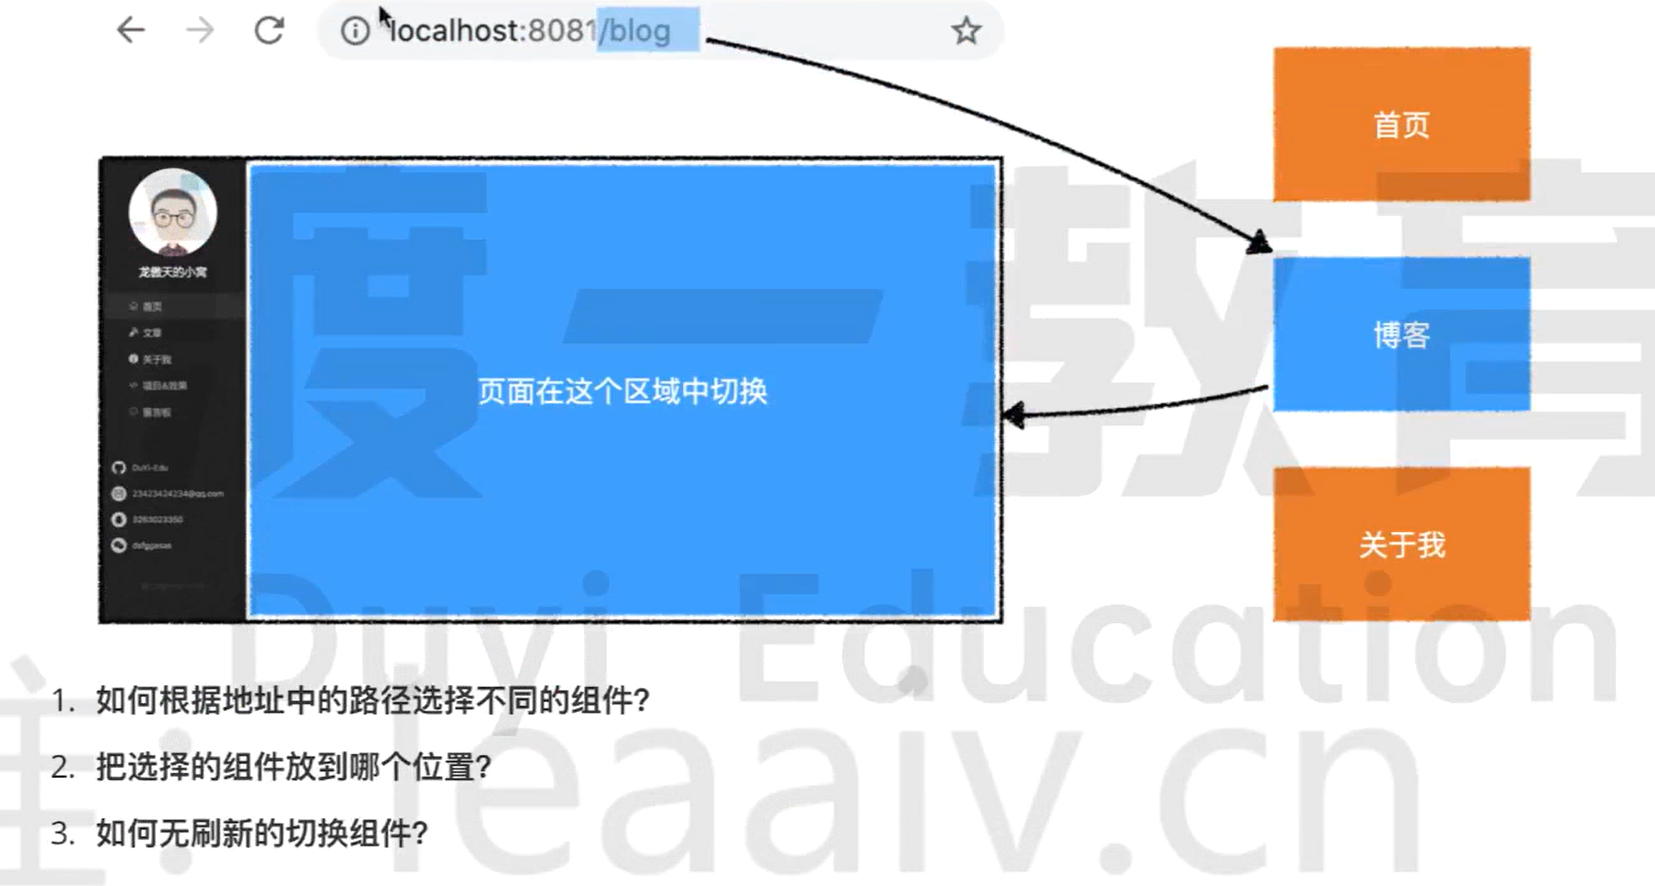 localhost:8081/blog
首页
龙傲天的小窝
首页
文章
关于我
项目&效果
留言板
DuYi-Edu
23423424234@qq.com
3263023350
页面在这个区域中切换
博客
关于我
度一教育
Duyi Education
leaaiv.cn
1. 如何根据地址中的路径选择不同的组件?
2. 把选择的组件放到哪个位置?
3. 如何无刷新的切换组件?